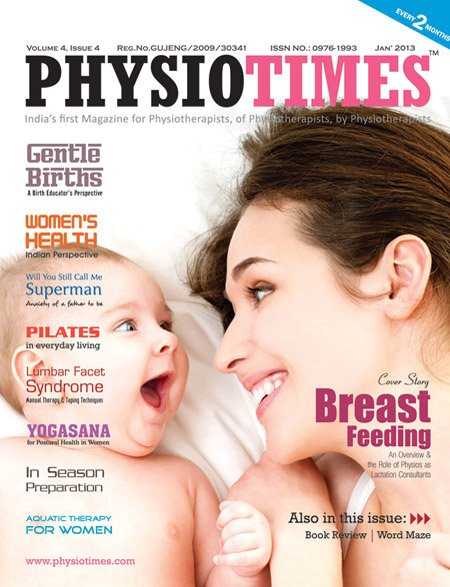 EVERY 2 MONTHS
VOLUME 4, ISSUE 4 REG.NO.GUJENG/2009/30341 ISSN NO.: 0976-1993 JAN' 2013
PHYSIOTIMES™
India's first Magazine for Physiotherapists, of Physiotherapists, by Physiotherapists
Gentle
Births
A Birth Educator's Perspective
WOMEN'S
HEALTH
Indian Perspective
Will You Still Call Me
Superman
Anxiety of a father to be
PILATES
in everyday living
Lumbar Facet
Syndrome
Manual Therapy & Taping Techniques
YOGASANA
for Postural Health in Women
In Season
Preparation
AQUATIC THERAPY
FOR WOMEN
www.physiotimes.com
Cover Story
Breast
Feeding
An Overview &
the Role of Physios as
Lactation Consultants
Also in this issue:
Book Review | Word Maze